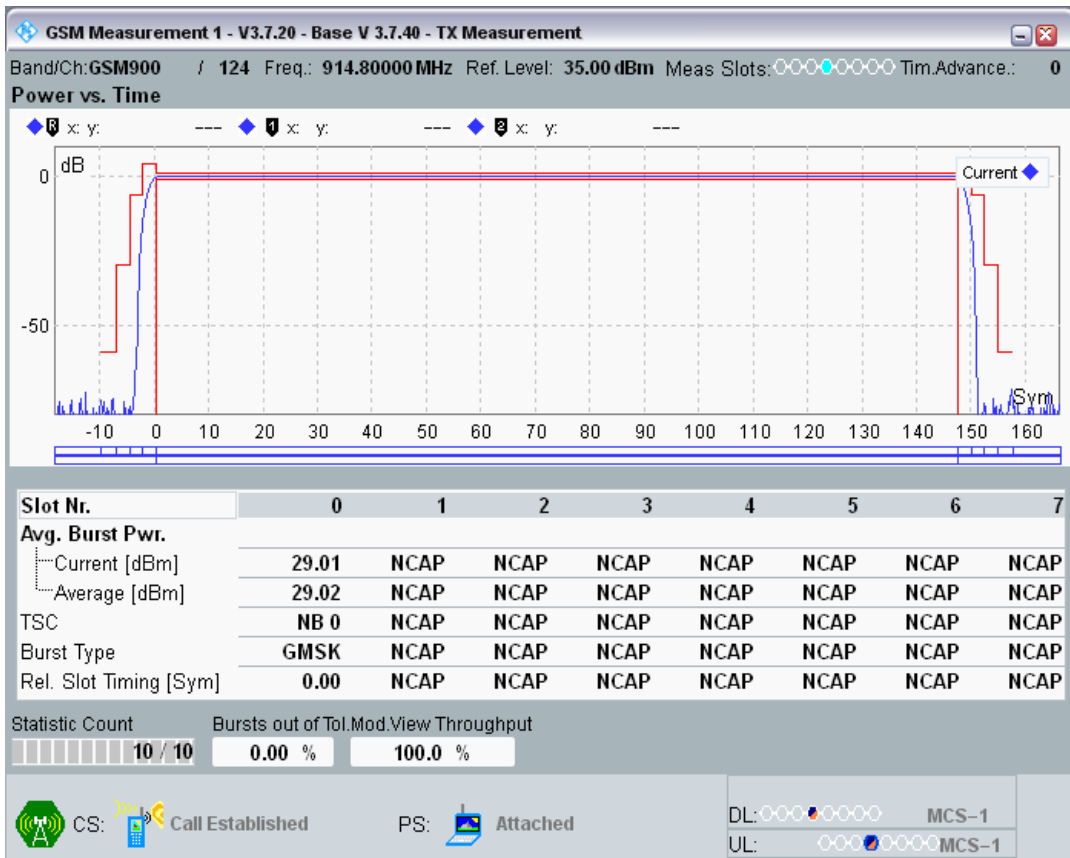 GSM Measurement 1 - V3.7.20 - Base V 3.7.40 - TX Measurement
Band/Ch:GSM900 / 124 Freq.: 914.80000 MHz Ref. Level: 35.00 dBm Meas Slots: Tim.Advance.: 0
Power vs. Time
R x: y: --- 1 x: y: --- 2 x: y: ---
dB
Current
0
-50
Sym
-10 0 10 20 30 40 50 60 70 80 90 100 110 120 130 140 150 160
Slot Nr. 0 1 2 3 4 5 6 7
Avg. Burst Pwr.
Current [dBm] 29.01 NCAP NCAP NCAP NCAP NCAP NCAP NCAP
Average [dBm] 29.02 NCAP NCAP NCAP NCAP NCAP NCAP NCAP
TSC NB 0 NCAP NCAP NCAP NCAP NCAP NCAP NCAP
Burst Type GMSK NCAP NCAP NCAP NCAP NCAP NCAP NCAP
Rel. Slot Timing [Sym] 0.00 NCAP NCAP NCAP NCAP NCAP NCAP NCAP
Statistic Count Bursts out of Tol.Mod.View Throughput
10 / 10 0.00 % 100.0 %
CS: Call Established PS: Attached
DL: MCS-1
UL: MCS-1